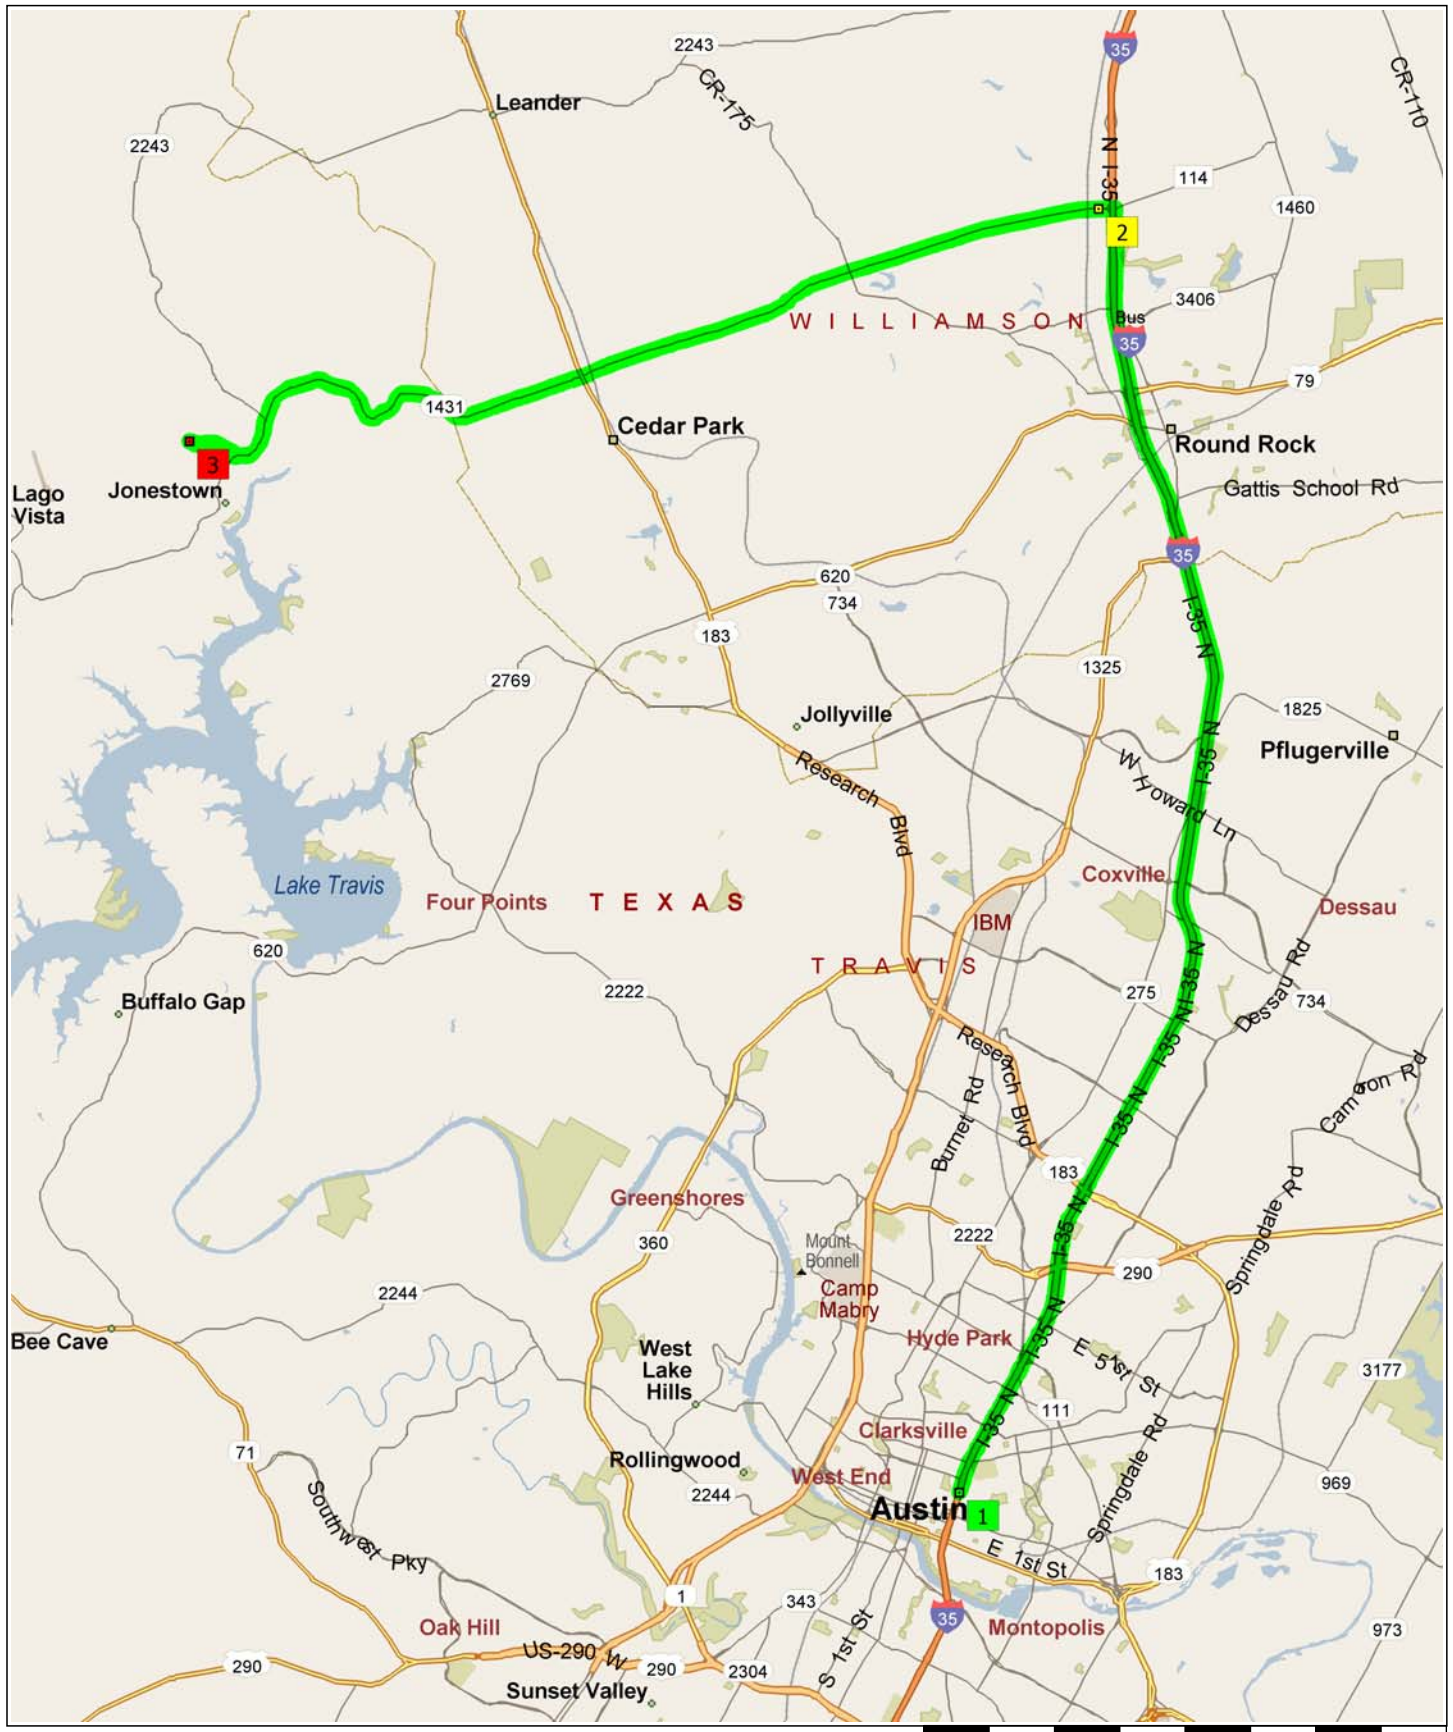 2243
35
CR-175
CR-110
Leander
2243
N I-35
114
1460
2
3406
WILLIAMSON
Bus
35
79
1431
Cedar Park
Round Rock
3
Jonestown
Lago
Vista
Gattis School Rd
35
620
734
I-35 N
183
1325
2769
1825
Jollyville
I-35 N
Pflugerville
W Howard Ln
Research
Blvd
Coxville
Lake Travis
Four Points
TEXAS
Dessau
IBM
620
TRAVIS
I-35 N
2222
275
Dessau Rd
734
Buffalo Gap
I-35 N
Research Blvd
Burnet Rd
I-35 N
183
Springdale Rd
Greenshores
360
Mount
Bonnell
2222
I-35 N
290
2244
Camp
Mabry
Bee Cave
West
Lake
Hills
Hyde Park
I-35 N
E 51st St
3177
111
Clarksville
I-35 N
71
Rollingwood
West End
2244
Springdale Rd
969
Southwest Pky
Austin
1
E 1st St
183
1
343
35
Oak Hill
S 1st St
Montopolis
973
290
US-290 W
290
2304
Sunset Valley